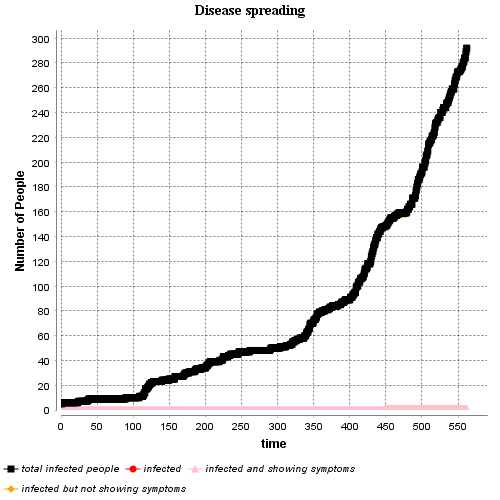 Disease spreading
300
280
260
240
220
200
180
160
140
120
100
80
60
40
20
0
Number of People
0 50 100 150 200 250 300 350 400 450 500 550
time
total infected people infected infected and showing symptoms
infected but not showing symptoms